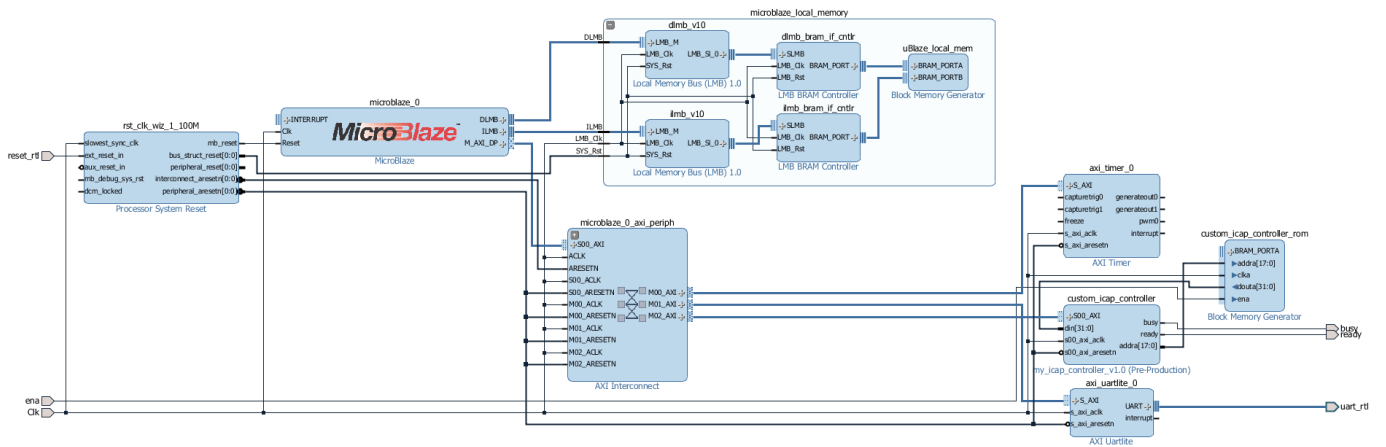 microblaze_local_memory
DLMB
dlmb_v10
LMB_M
LMB_Clk
SYS_Rst
LMB_Sl_0
Local Memory Bus (LMB) 1.0
dlmb_bram_if_cntlr
SLMB
LMB_Clk
LMB_Rst
BRAM_PORT
LMB BRAM Controller
uBlaze_local_mem
BRAM_PORTA
BRAM_PORTB
Block Memory Generator
ILMB
LMB_Clk
SYS_Rst
ilmb_v10
LMB_M
LMB_Clk
SYS_Rst
LMB_Sl_0
Local Memory Bus (LMB) 1.0
ilmb_bram_if_cntlr
SLMB
LMB_Clk
LMB_Rst
BRAM_PORT
LMB BRAM Controller
microblaze_0
INTERRUPT
Clk
Reset
MicroBlaze™
DLMB
ILMB
M_AXI_DP
MicroBlaze
rst_clk_wiz_1_100M
slowest_sync_clk
ext_reset_in
aux_reset_in
mb_debug_sys_rst
dcm_locked
mb_reset
bus_struct_reset[0:0]
peripheral_reset[0:0]
interconnect_aresetn[0:0]
peripheral_aresetn[0:0]
Processor System Reset
reset_rtl
microblaze_0_axi_periph
S00_AXI
ACLK
ARESETN
S00_ACLK
S00_ARESETN
M00_ACLK
M00_ARESETN
M01_ACLK
M01_ARESETN
M02_ACLK
M02_ARESETN
M00_AXI
M01_AXI
M02_AXI
AXI Interconnect
axi_timer_0
S_AXI
capturetrig0
capturetrig1
freeze
s_axi_aclk
s_axi_aresetn
generateout0
generateout1
pwm0
interrupt
AXI Timer
custom_icap_controller_rom
BRAM_PORTA
addra[17:0]
clka
douta[31:0]
ena
Block Memory Generator
custom_icap_controller
S00_AXI
din[31:0]
s00_axi_aclk
s00_axi_aresetn
busy
ready
addra[17:0]
my_icap_controller_v1.0 (Pre-Production)
busy
ready
axi_uartlite_0
S_AXI
s_axi_aclk
s_axi_aresetn
UART
interrupt
AXI Uartlite
uart_rtl
ena
Clk